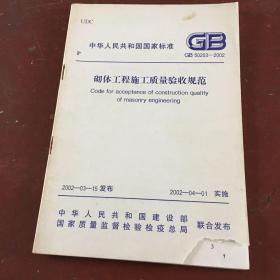 UDC
中华人民共和国国家标准
GB
P
GB 50203-2002
砌体工程施工质量验收规范
Code for acceptance of construction quality
of masonry engineering
2002-03-15 发布
2002-04-01 实施
中华人民共和国建设部
国家质量监督检验检疫总局
联合发布
3
1